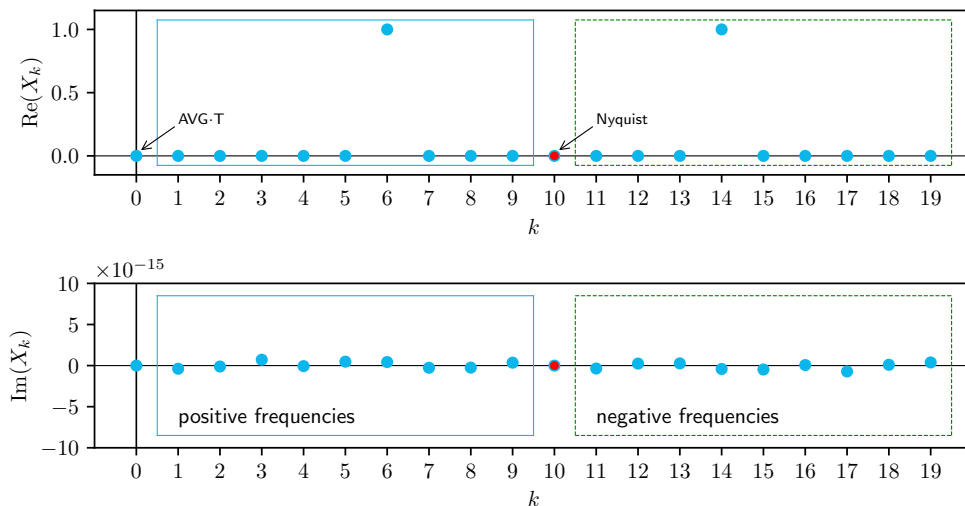 1.0
0.5
0.0
Re(X_k)
AVG·T
Nyquist
0 1 2 3 4 5 6 7 8 9 10 11 12 13 14 15 16 17 18 19
k
×10^{−15}
10
5
0
−5
−10
Im(X_k)
positive frequencies
negative frequencies
0 1 2 3 4 5 6 7 8 9 10 11 12 13 14 15 16 17 18 19
k